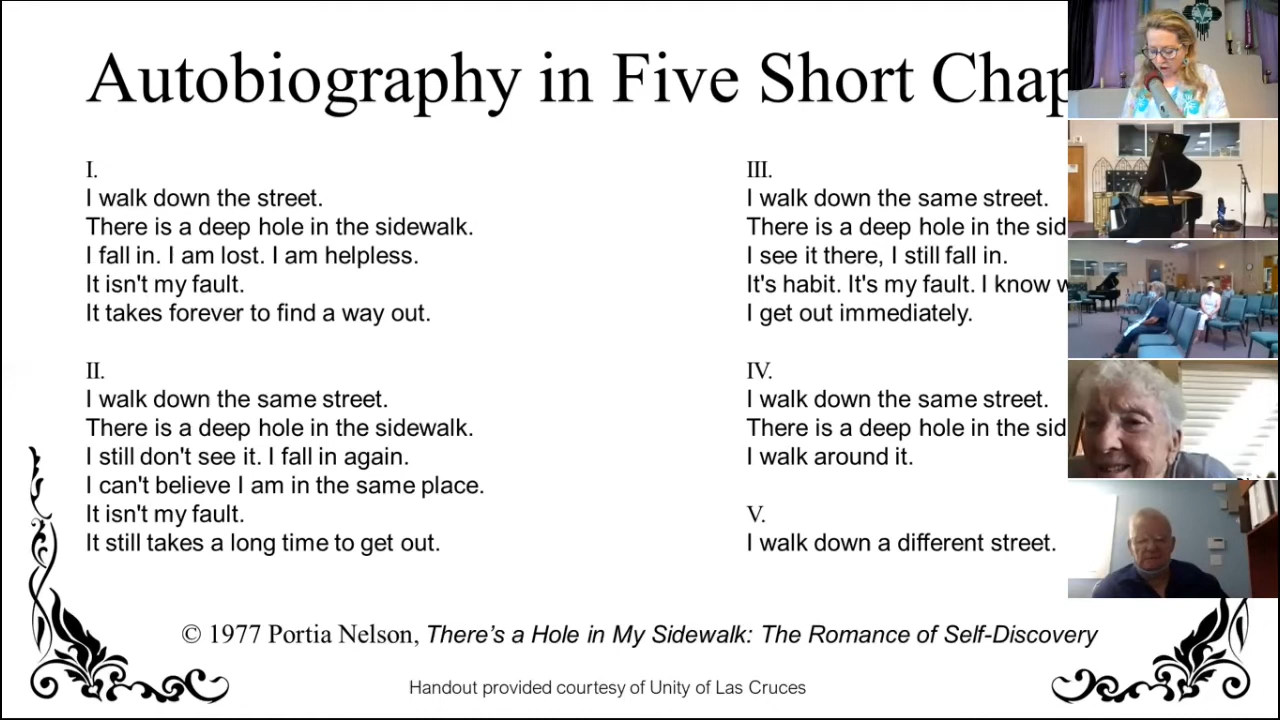 Autobiography in Five Short Chap
I.
I walk down the street.
There is a deep hole in the sidewalk.
I fall in. I am lost. I am helpless.
It isn't my fault.
It takes forever to find a way out.
II.
I walk down the same street.
There is a deep hole in the sidewalk.
I still don't see it. I fall in again.
I can't believe I am in the same place.
It isn't my fault.
It still takes a long time to get out.
III.
I walk down the same street.
There is a deep hole in the sid
I see it there, I still fall in.
It's habit. It's my fault. I know w
I get out immediately.
IV.
I walk down the same street.
There is a deep hole in the sid
I walk around it.
V.
I walk down a different street.
© 1977 Portia Nelson, There’s a Hole in My Sidewalk: The Romance of Self-Discovery
Handout provided courtesy of Unity of Las Cruces